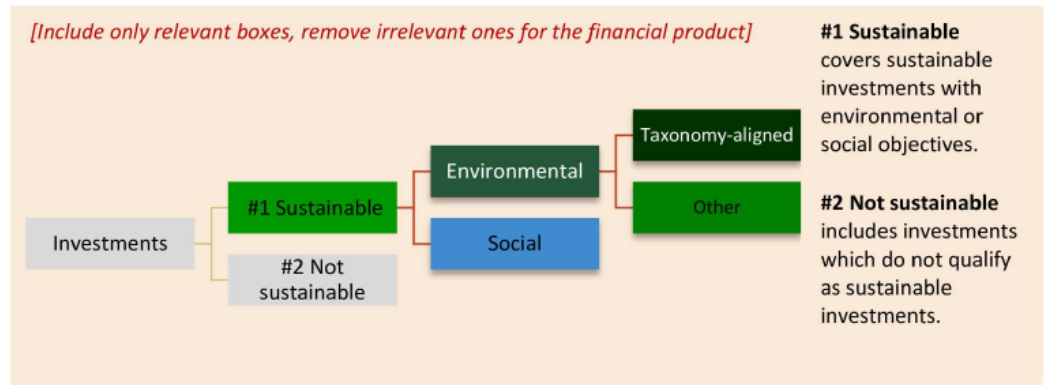 [Include only relevant boxes, remove irrelevant ones for the financial product]
Investments
#1 Sustainable
#2 Not
sustainable
Environmental
Social
Taxonomy-aligned
Other
#1 Sustainable
covers sustainable
investments with
environmental or
social objectives.
#2 Not sustainable
includes investments
which do not qualify
as sustainable
investments.